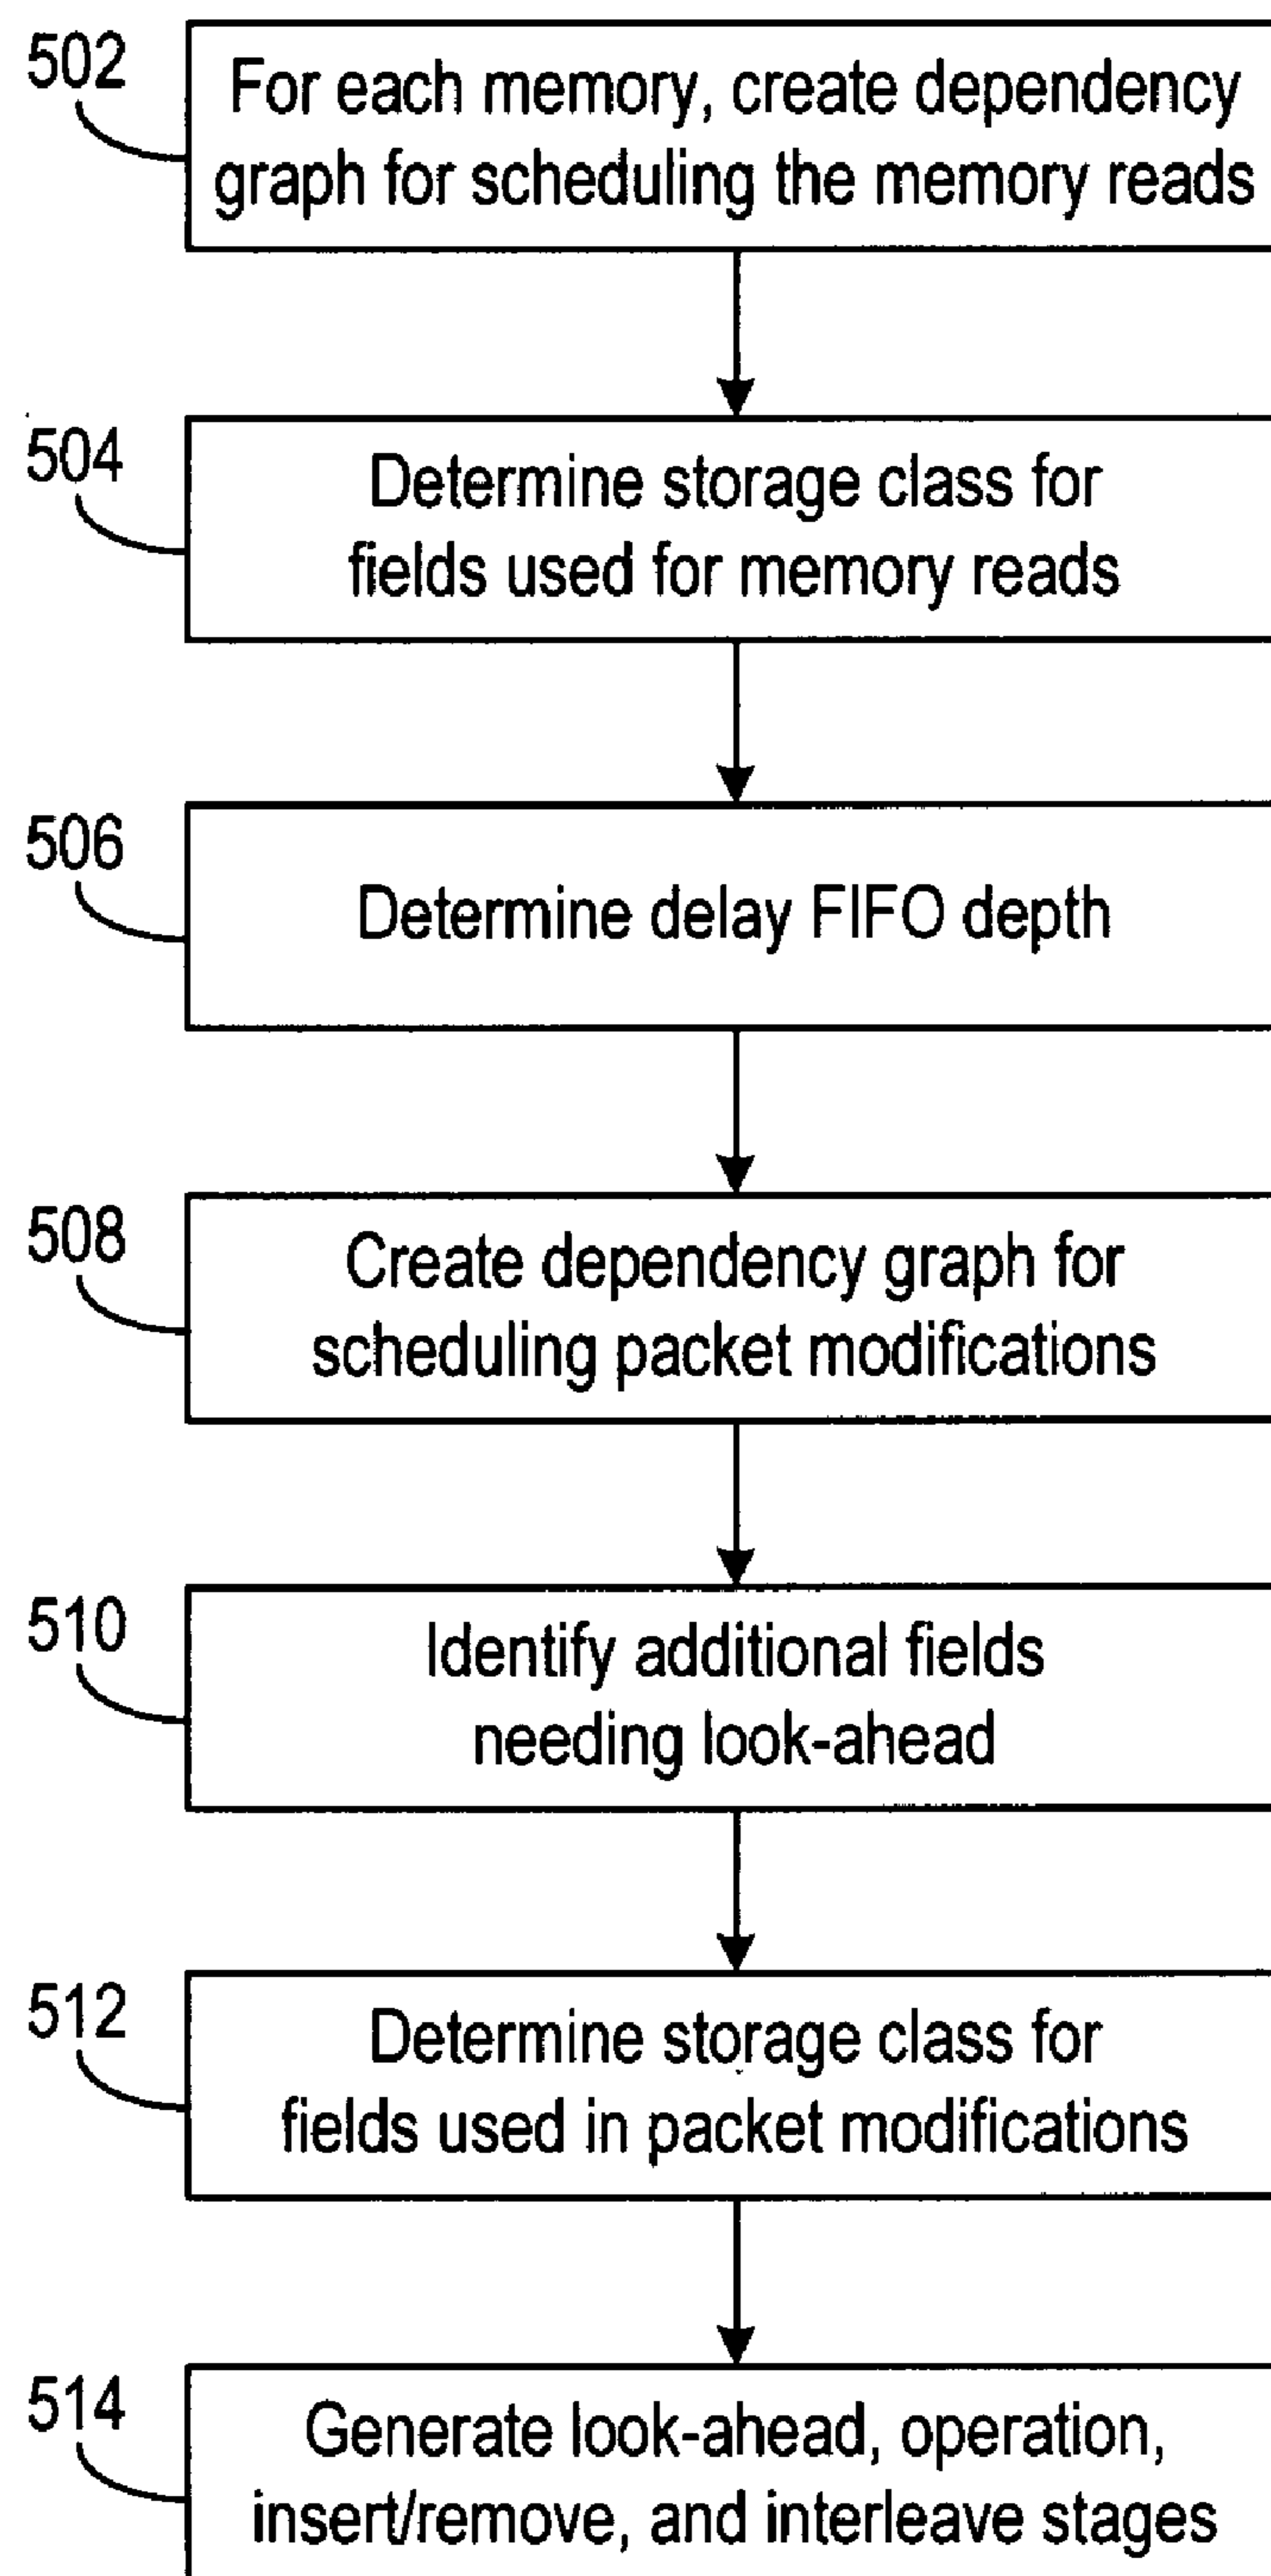 502
For each memory, create dependency
graph for scheduling the memory reads
504
Determine storage class for
fields used for memory reads
506
Determine delay FIFO depth
508
Create dependency graph for
scheduling packet modifications
510
Identify additional fields
needing look-ahead
512
Determine storage class for
fields used in packet modifications
514
Generate look-ahead, operation,
insert/remove, and interleave stages